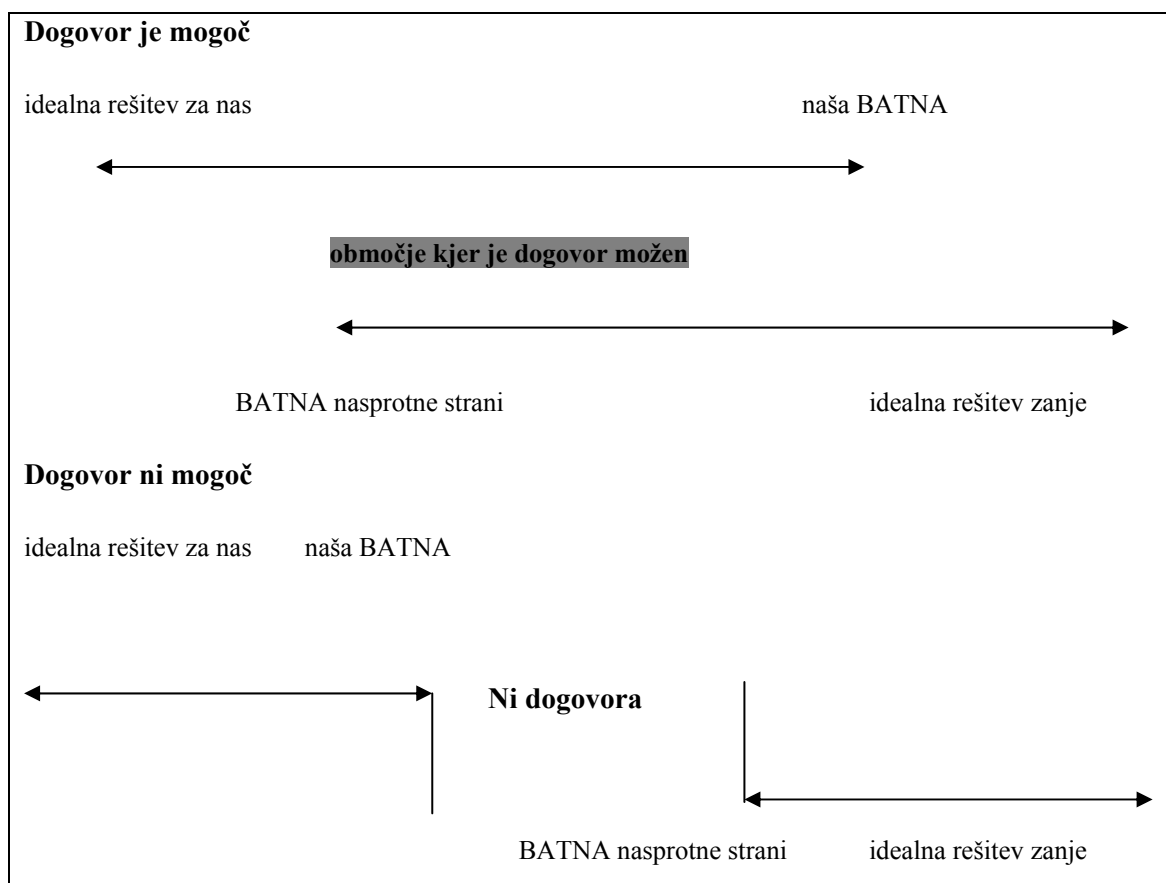 Dogovor je mogoč
idealna rešitev za nas naša BATNA
območje kjer je dogovor možen
BATNA nasprotne strani idealna rešitev zanje
Dogovor ni mogoč
idealna rešitev za nas naša BATNA
Ni dogovora
BATNA nasprotne strani idealna rešitev zanje